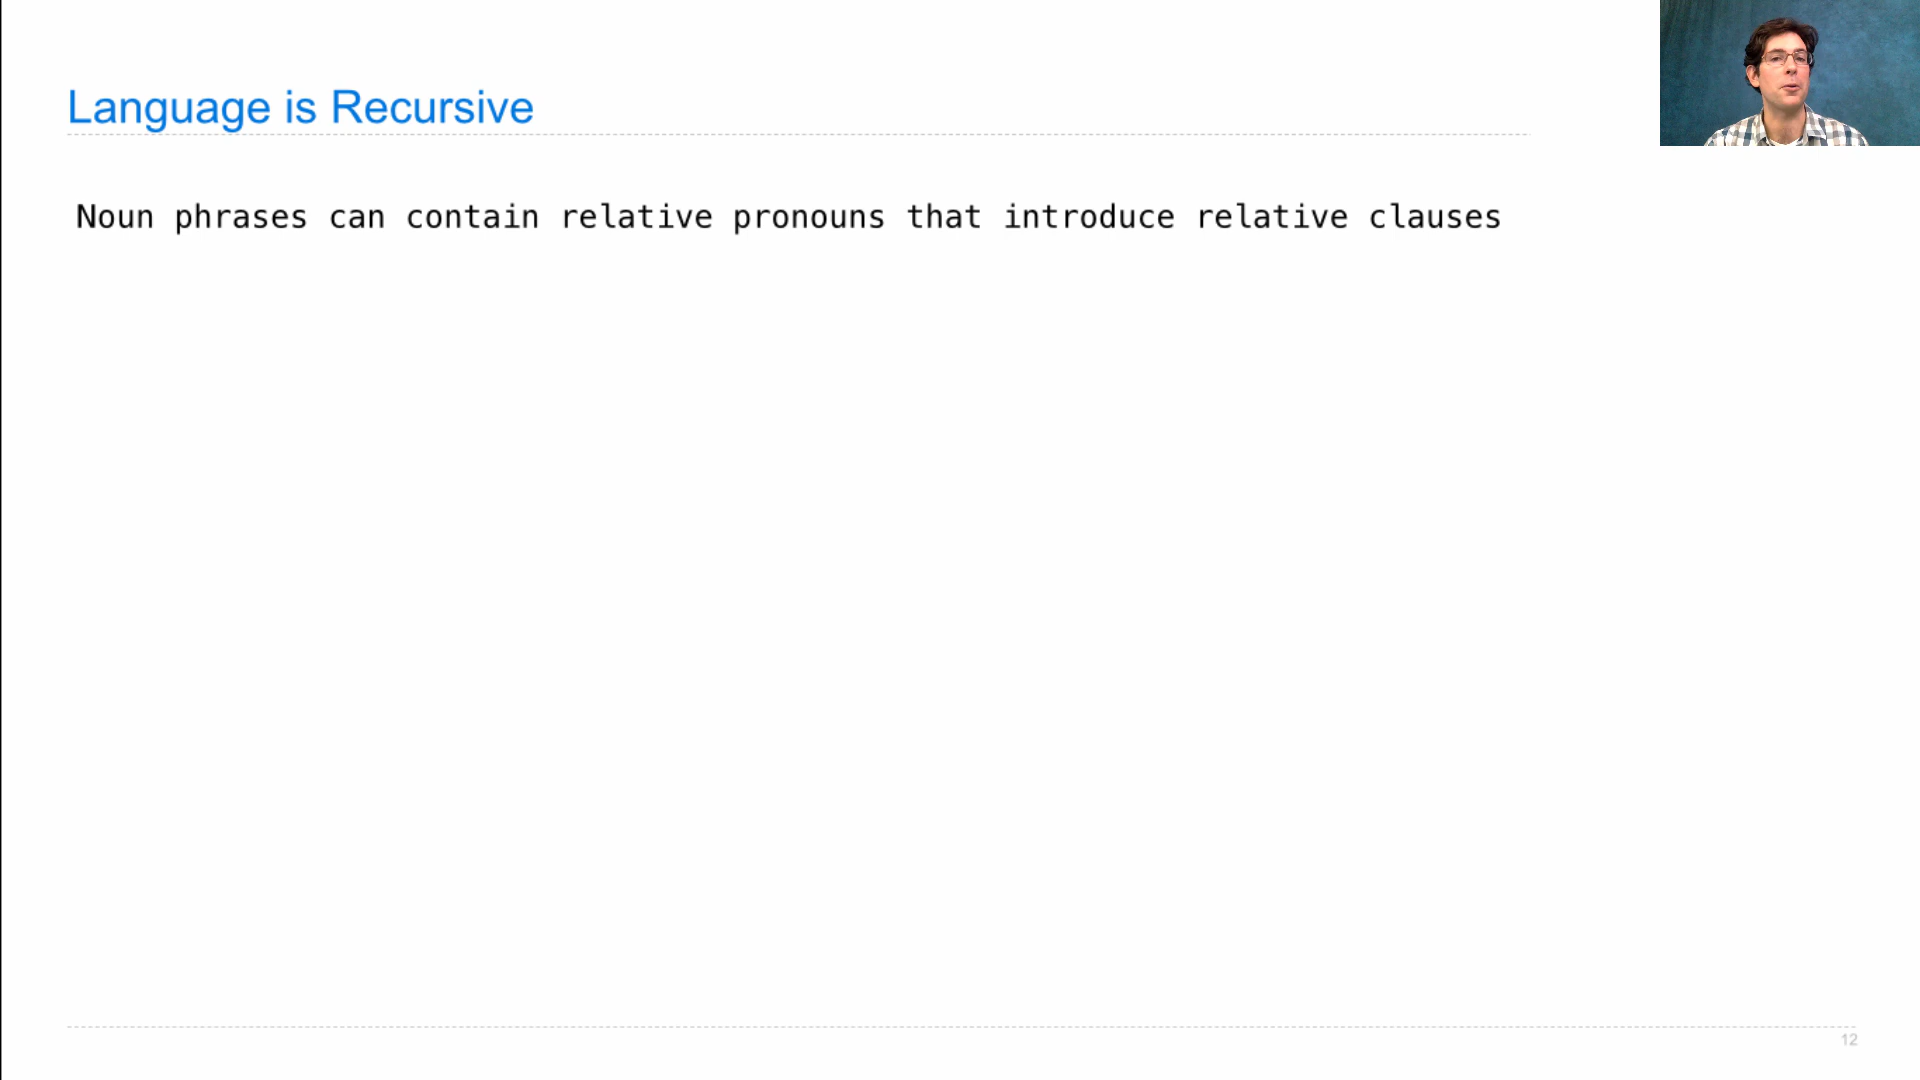 Language is Recursive
Noun phrases can contain relative pronouns that introduce relative clauses
12